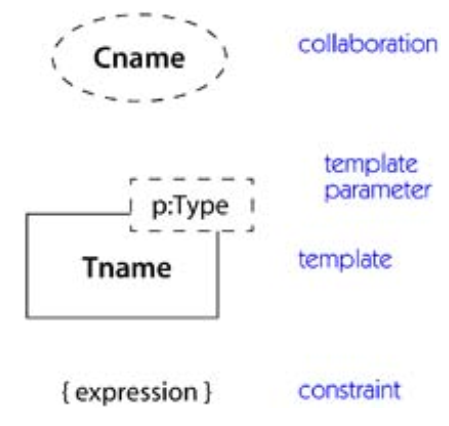 Cname
collaboration
template
parameter
p:Type
Tname
template
{ expression }
constraint